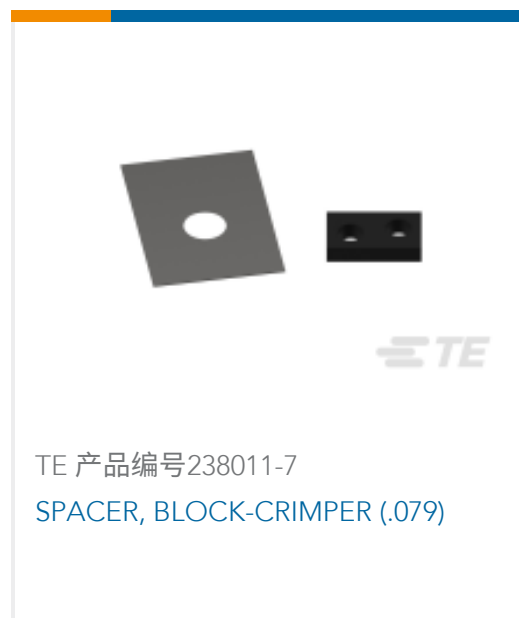 TE
TE 产品编号238011-7
SPACER, BLOCK-CRIMPER (.079)